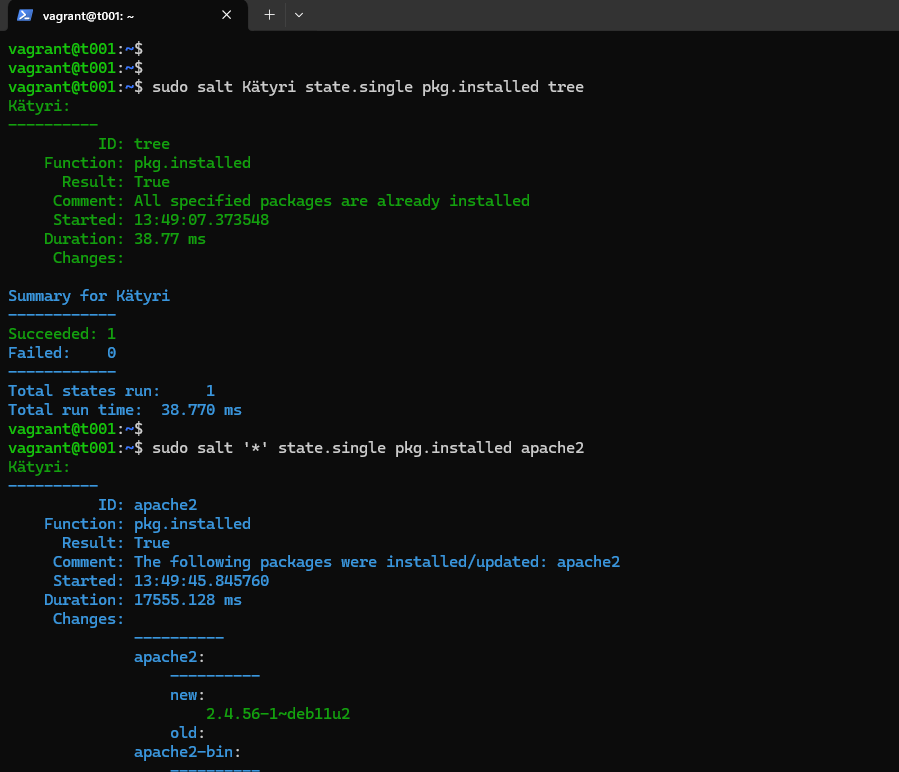 vagrant@t001: ~
vagrant@t001:~$
vagrant@t001:~$
vagrant@t001:~$ sudo salt Kätyri state.single pkg.installed tree
Kätyri:
----------
          ID: tree
    Function: pkg.installed
      Result: True
     Comment: All specified packages are already installed
     Started: 13:49:07.373548
    Duration: 38.77 ms
     Changes:

Summary for Kätyri
------------
Succeeded: 1
Failed:    0
------------
Total states run:     1
Total run time:  38.770 ms
vagrant@t001:~$
vagrant@t001:~$ sudo salt '*' state.single pkg.installed apache2
Kätyri:
----------
          ID: apache2
    Function: pkg.installed
      Result: True
     Comment: The following packages were installed/updated: apache2
     Started: 13:49:45.845760
    Duration: 17555.128 ms
     Changes:
              ----------
              apache2:
                  ----------
                  new:
                      2.4.56-1~deb11u2
                  old:
              apache2-bin:
                  ----------